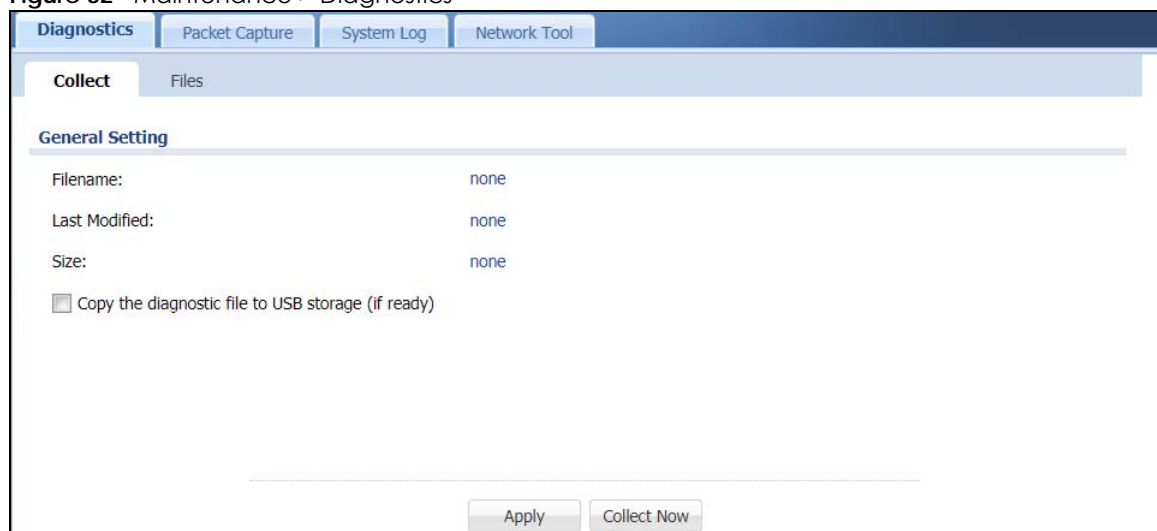 Diagnostics Packet Capture System Log Network Tool
Collect Files
General Setting
Filename: none
Last Modified: none
Size: none
Copy the diagnostic file to USB storage (if ready)
Apply Collect Now